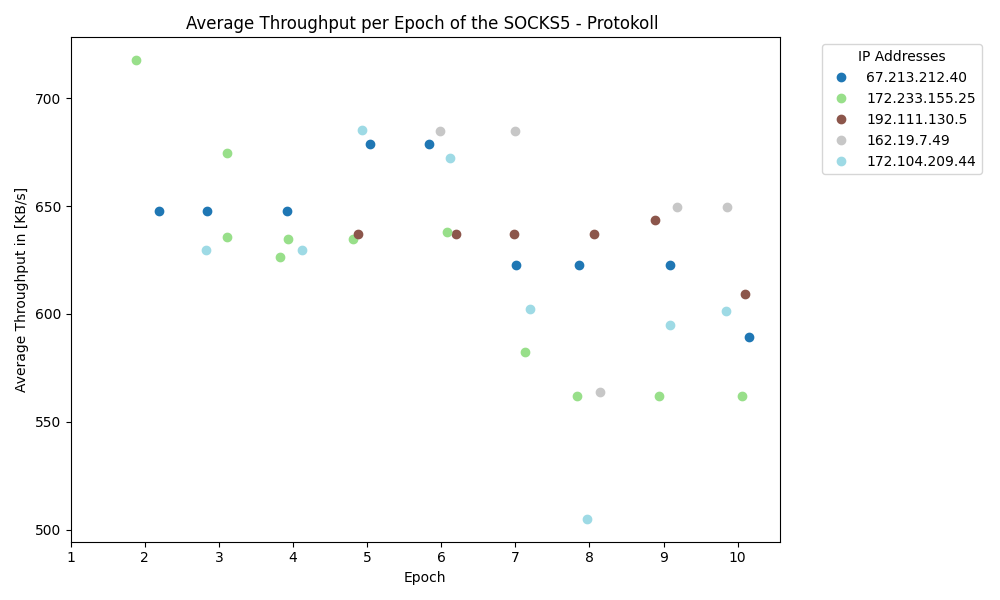 Average Throughput per Epoch of the SOCKS5 - Protokoll
IP Addresses
67.213.212.40
172.233.155.25
192.111.130.5
162.19.7.49
172.104.209.44
Average Throughput in [KB/s]
700
650
600
550
500
1 2 3 4 5 6 7 8 9 10
Epoch